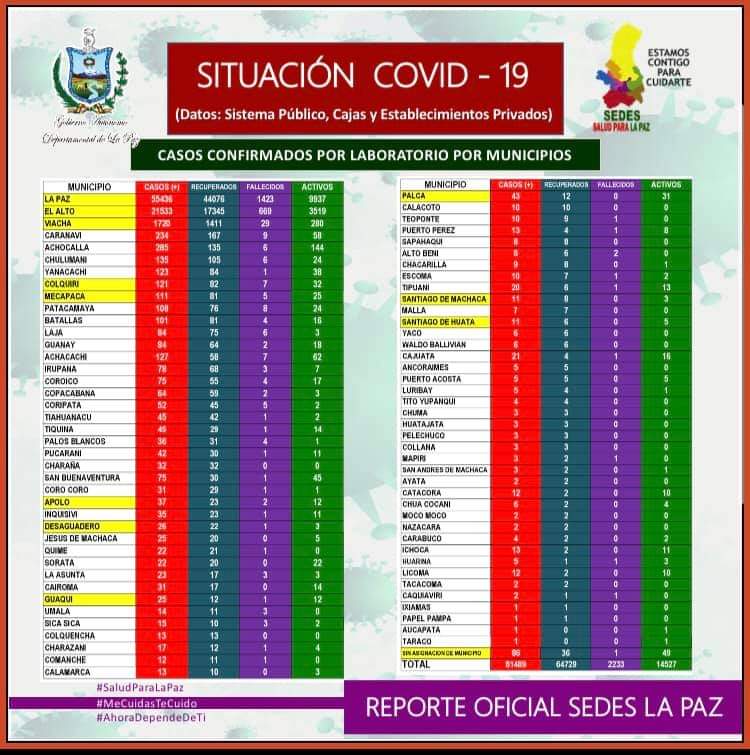 Gobierno Autónomo
Departamental de La Paz
SITUACIÓN COVID - 19
(Datos: Sistema Público, Cajas y Establecimientos Privados)
ESTAMOS
CONTIGO
PARA
CUIDARTE
SEDES
SALUD PARA LA PAZ
CASOS CONFIRMADOS POR LABORATORIO POR MUNICIPIOS
MUNICIPIO CASOS (+) RECUPERADOS FALLECIDOS ACTIVOS
LA PAZ 55436 44076 1423 9937
EL ALTO 21533 17345 669 3519
VIACHA 1720 1411 29 280
CARANAVI 234 167 9 58
ACHOCALLA 285 135 6 144
CHULUMANI 135 105 6 24
YANACACHI 123 84 1 38
COLQUIRI 121 82 7 32
MECAPACA 111 81 5 25
PATACAMAYA 108 76 8 24
BATALLAS 101 81 4 16
LAJA 84 75 6 3
GUANAY 84 64 2 18
ACHACACHI 127 58 7 62
IRUPANA 78 68 3 7
COROICO 75 55 4 17
COPACABANA 64 59 2 3
CORIPATA 52 45 5 2
TIAHUANACU 45 42 1 2
TIQUINA 45 29 1 14
PALOS BLANCOS 36 31 4 1
PUCARANI 42 30 1 11
CHARAÑA 32 32 0 0
SAN BUENAVENTURA 75 30 1 45
CORO CORO 31 29 1 1
APOLO 37 23 2 12
INQUISIVI 35 23 1 11
DESAGUADERO 26 22 1 3
JESUS DE MACHACA 25 20 0 5
QUIME 22 21 1 0
SORATA 22 20 0 22
LA ASUNTA 23 17 3 3
CAIROMA 31 17 0 14
GUAQUI 25 12 1 12
UMALA 14 11 3 0
SICA SICA 15 10 3 2
COLQUENCHA 13 13 0 0
CHARAZANI 17 12 1 4
COMANCHE 12 11 1 0
CALAMARCA 13 10 0 3
MUNICIPIO CASOS (+) RECUPERADOS FALLECIDOS ACTIVOS
PALCA 43 12 0 31
CALACOTO 10 10 0 0
TEOPONTE 10 9 1 0
PUERTO PEREZ 13 4 1 8
SAPAHAQUI 8 8 0 0
ALTO BENI 8 6 2 0
CHACARILLA 9 8 0 1
ESCOMA 10 7 1 2
TIPUANI 20 6 1 13
SANTIAGO DE MACHACA 11 8 0 3
MALLA 7 7 0 0
SANTIAGO DE HUATA 11 6 0 5
YACO 6 6 0 0
WALDO BALLIVIAN 6 6 0 0
CAJUATA 21 4 1 16
ANCORAIMES 5 5 0 0
PUERTO ACOSTA 5 5 0 5
LURIBAY 5 4 0 1
TITO YUPANQUI 4 4 0 0
CHUMA 3 3 0 0
HUATAJATA 3 3 0 0
PELECHUCO 3 3 0 0
COLLANA 3 3 0 0
MAPIRI 3 2 1 0
SAN ANDRES DE MACHACA 3 2 0 1
AYATA 2 2 0 0
CATACORA 12 2 0 10
CHUA COCANI 6 2 0 4
MOCO MOCO 2 2 0 0
NAZACARA 2 2 0 0
CARABUCO 4 2 0 2
ICHOCA 13 2 0 11
HUARINA 5 1 1 3
LICOMA 12 2 0 10
TACACOMA 2 2 0 0
CAQUIAVIRI 2 1 1 0
IXIAMAS 1 1 0 0
PAPEL PAMPA 1 1 0 0
AUCAPATA 1 0 0 1
TARACO 1 0 0 1
SIN ASIGNACION DE MUNICIPIO 86 36 1 49
TOTAL 81489 64729 2233 14527
#SaludParaLaPaz
#MeCuidasTeCuido
#AhoraDependeDeTi
REPORTE OFICIAL SEDES LA PAZ